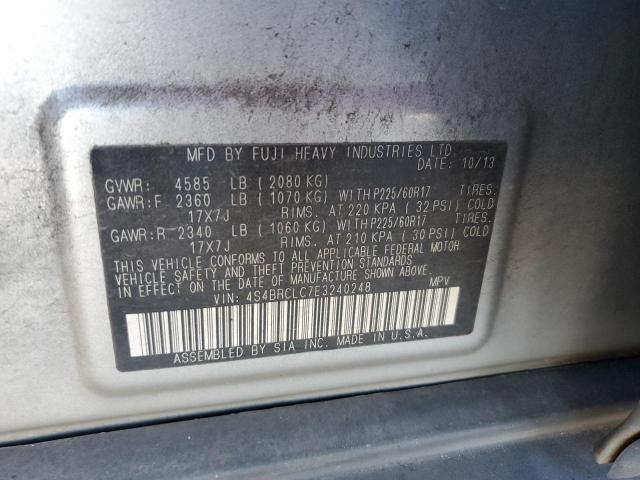 MFD BY FUJI HEAVY INDUSTRIES LTD.
DATE: 10/13
GVWR: 4585 LB (2080 KG)
GAWR:F 2360 LB (1070 KG) WITH P225/60R17 TIRES,
17X7J RIMS, AT 220 KPA (32 PSI) COLD
GAWR:R 2340 LB (1060 KG) WITH P225/60R17 TIRES,
17X7J RIMS, AT 210 KPA (30 PSI) COLD
THIS VEHICLE CONFORMS TO ALL APPLICABLE FEDERAL MOTOR
VEHICLE SAFETY AND THEFT PREVENTION STANDARDS
IN EFFECT ON THE DATE OF MANUFACTURE SHOWN ABOVE.
VIN: 4S4BRCLC7E3240248 MPV
ASSEMBLED BY SIA INC. MADE IN U.S.A.